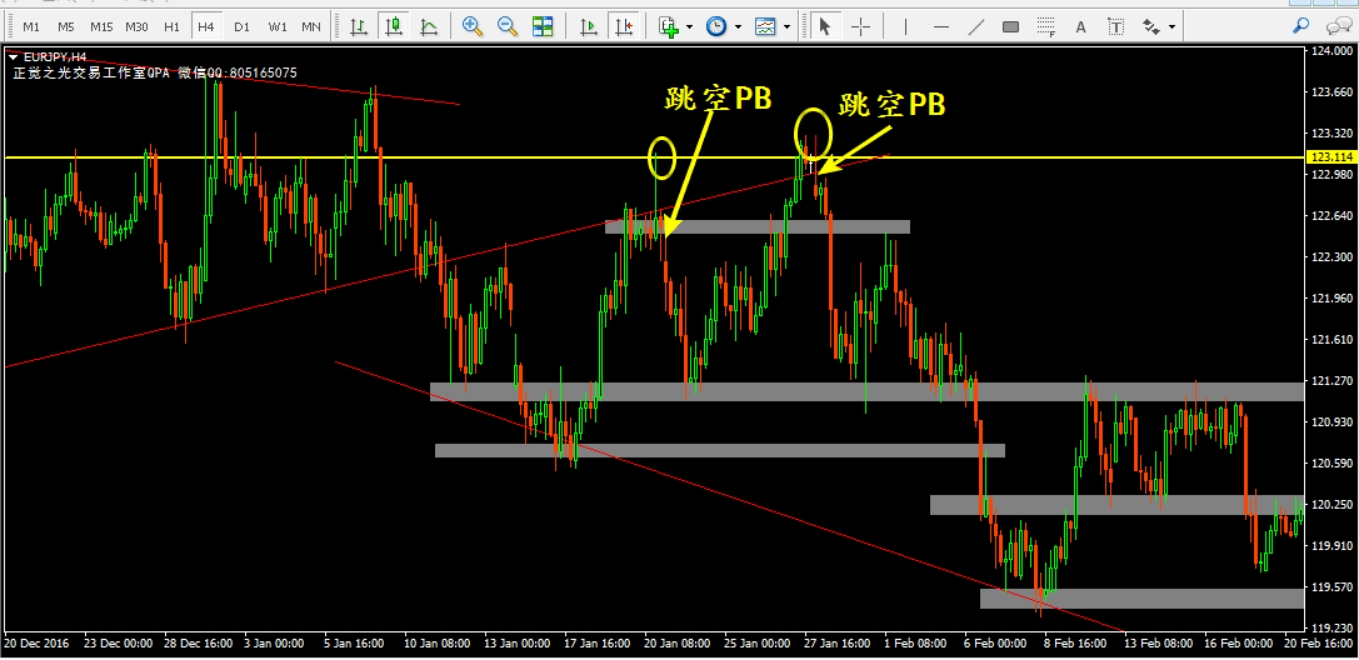 M1 M5 M15 M30 H1 H4 D1 W1 MN A T F
EURJPY,H4
正觉之光交易工作室QPA 微信QQ:805165075
跳空PB
跳空PB
124.000
123.660
123.320
123.114
122.980
122.640
122.300
121.960
121.610
121.270
120.930
120.590
120.250
119.910
119.570
119.230
20 Dec 2016 23 Dec 00:00 28 Dec 16:00 3 Jan 00:00 5 Jan 16:00 10 Jan 08:00 13 Jan 00:00 17 Jan 16:00 20 Jan 08:00 25 Jan 00:00 27 Jan 16:00 1 Feb 08:00 6 Feb 00:00 8 Feb 16:00 13 Feb 08:00 16 Feb 00:00 20 Feb 16:00